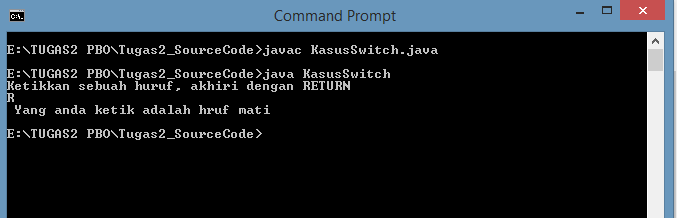 Command Prompt
E:\TUGAS2 PBO\Tugas2_SourceCode>javac KasusSwitch.java
E:\TUGAS2 PBO\Tugas2_SourceCode>java KasusSwitch
Ketikkan sebuah huruf, akhiri dengan RETURN
R
Yang anda ketik adalah hruf mati
E:\TUGAS2 PBO\Tugas2_SourceCode>